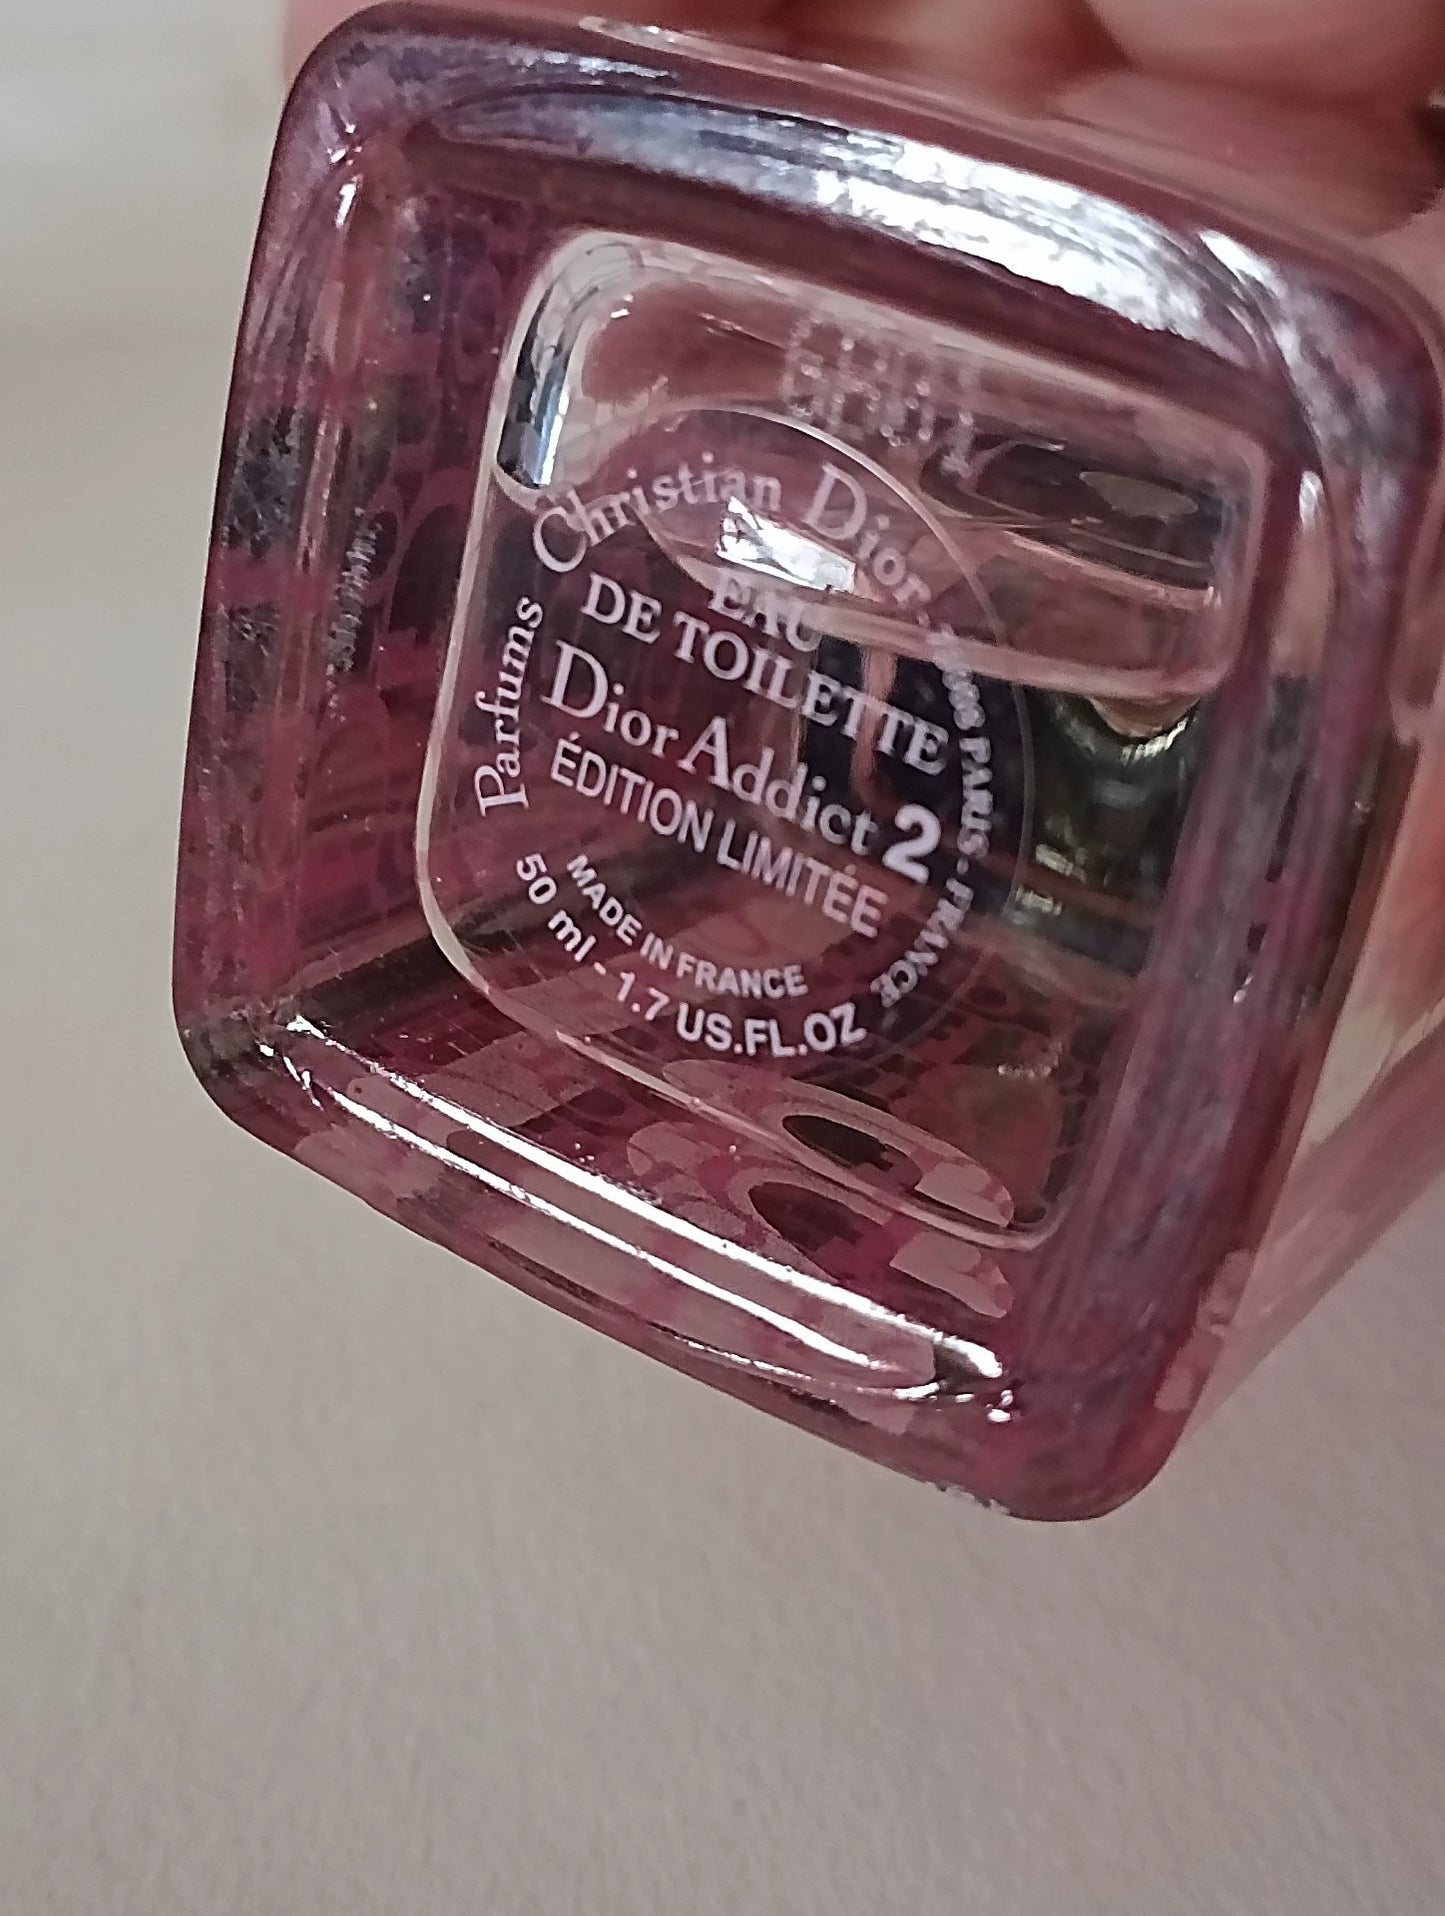 Parfums Christian Dior. 75008 PARIS - FRANCE
EAU
DE TOILETTE
Dior Addict 2
ÉDITION LIMITÉE
MADE IN FRANCE
50 ml - 1.7 US.FL.OZ